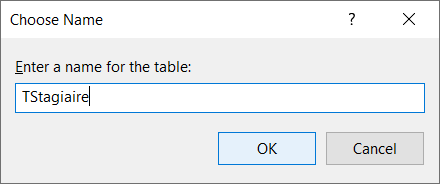 Choose Name
Enter a name for the table:
TStagiaire
OK Cancel